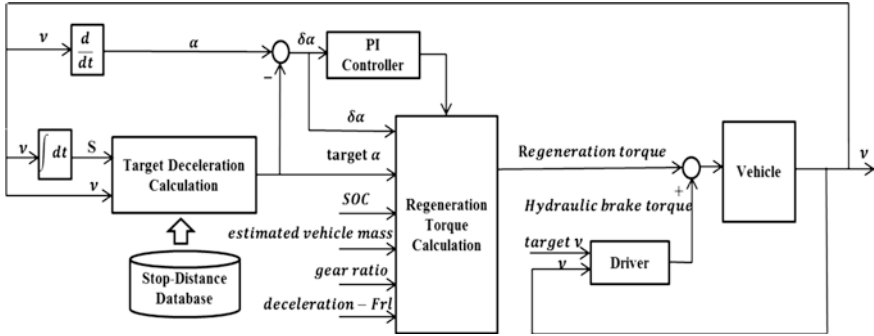 v
d
dt
α
δα
PI
Controller
−
δα
v
∫ dt
S
v
Target Deceleration
Calculation
target α
Stop-Distance
Database
SOC
estimated vehicle mass
gear ratio
deceleration − Frl
Regeneration
Torque
Calculation
Regeneration torque
+
Hydraulic brake torque
target v
v
Driver
Vehicle
v